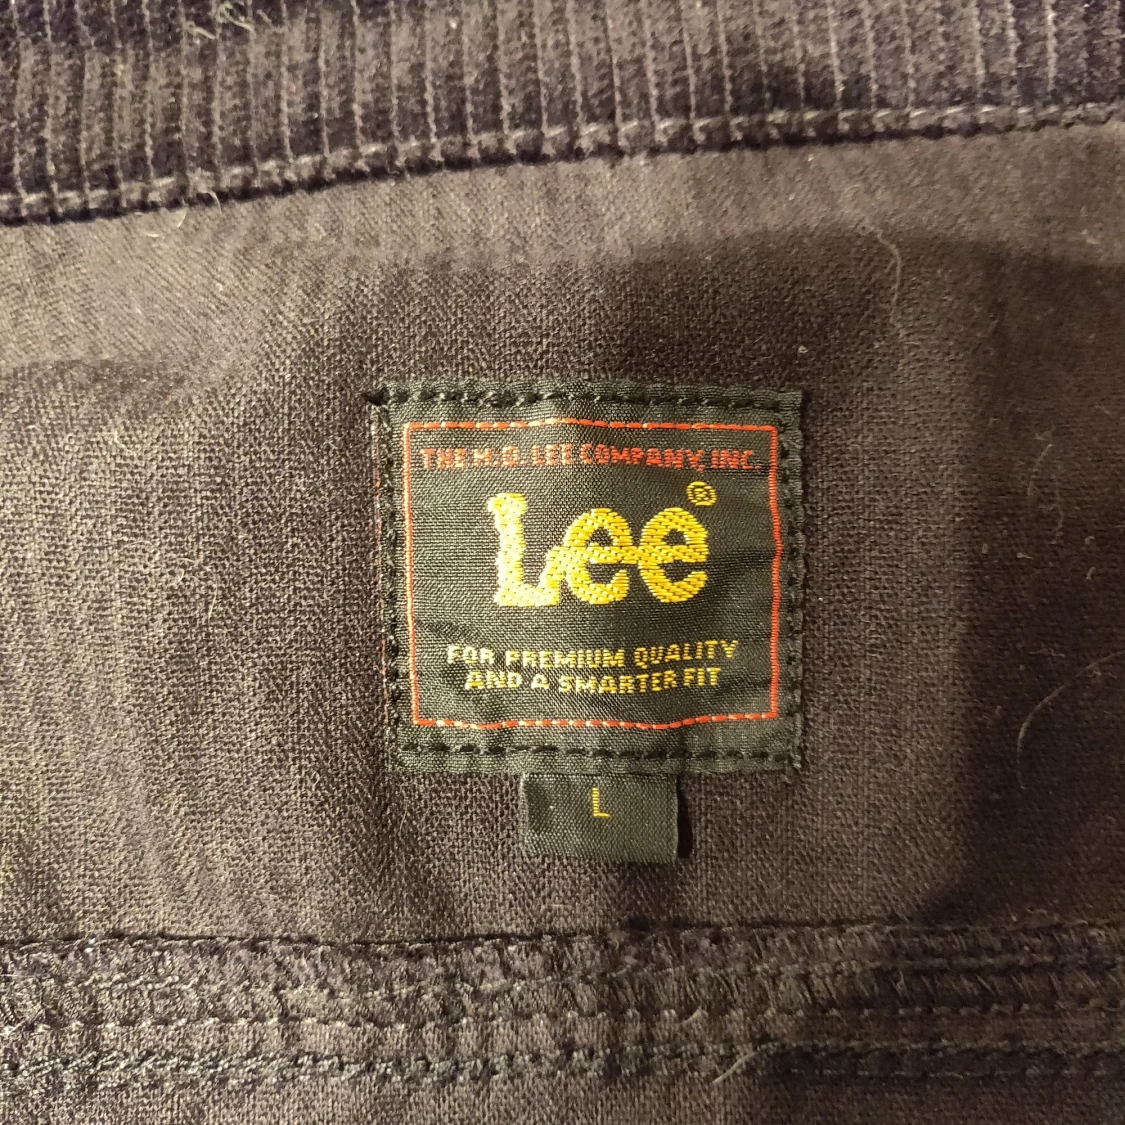 THE H.D. LEE COMPANY, INC.
Lee®
FOR PREMIUM QUALITY
AND A SMARTER FIT
L